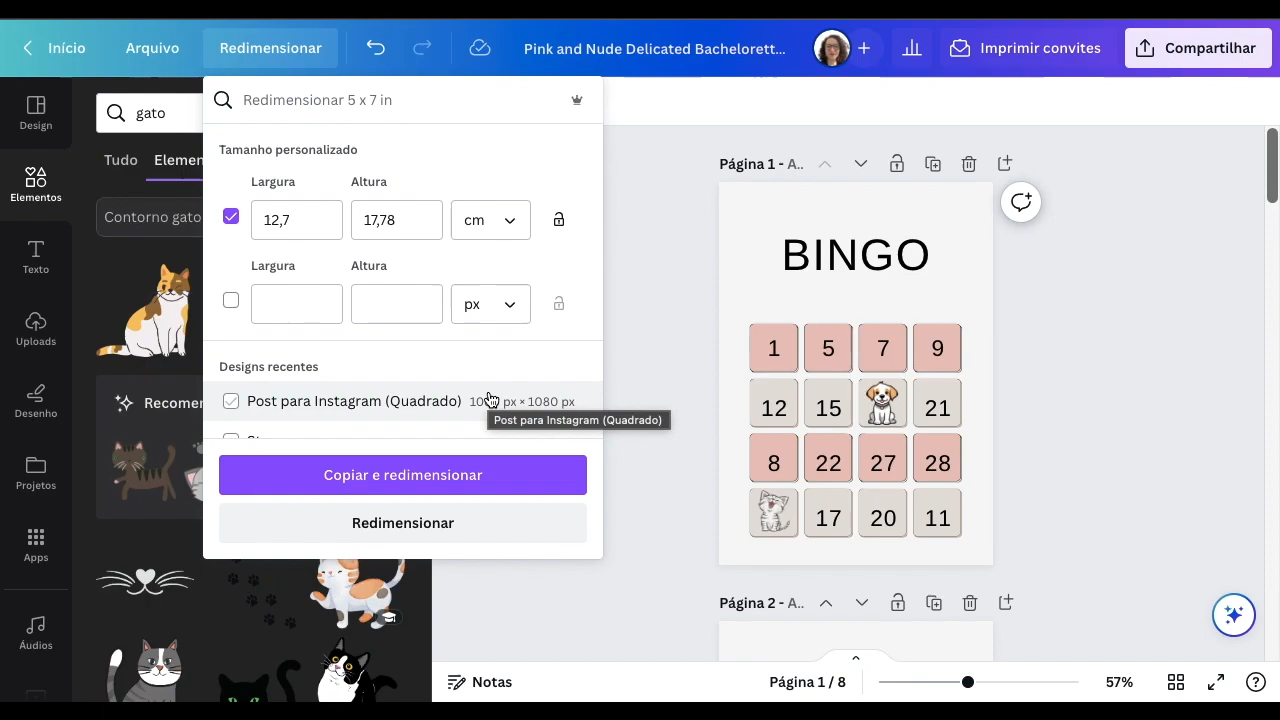 Início
Arquivo
Redimensionar
Pink and Nude Delicated Bachelorett...
Imprimir convites
Compartilhar
Design
Elementos
Texto
Uploads
Desenho
Projetos
Apps
Áudios
gato
Tudo
Elemen
Contorno gato
Recomen
Redimensionar 5 x 7 in
Tamanho personalizado
Largura
Altura
12,7
17,78
cm
Largura
Altura
px
Designs recentes
Post para Instagram (Quadrado)
px × 1080 px
Post para Instagram (Quadrado)
Copiar e redimensionar
Redimensionar
Página 1 - A..
BINGO
1 5 7 9
12 15 21
8 22 27 28
17 20 11
Página 2 - A..
Notas
Página 1 / 8
57%